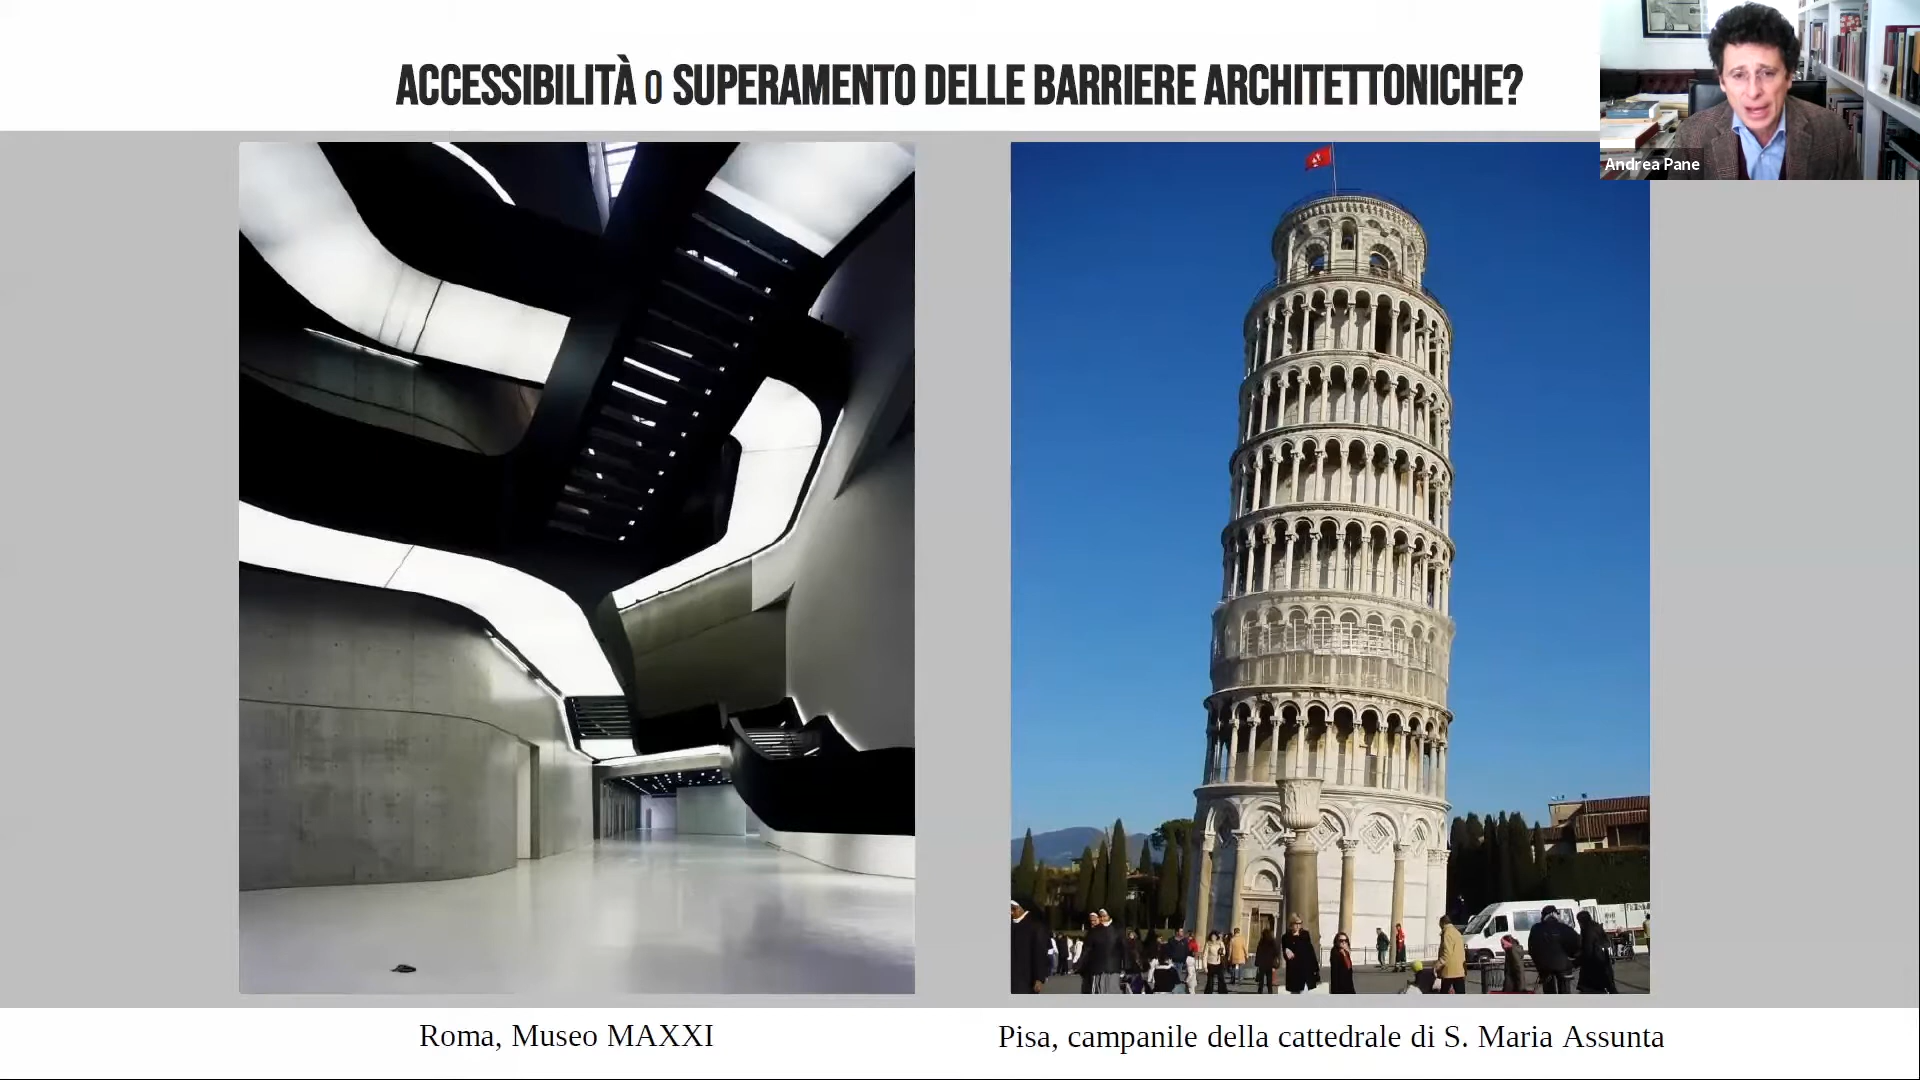 ACCESSIBILITÀ O SUPERAMENTO DELLE BARRIERE ARCHITETTONICHE?
Andrea Pane
Roma, Museo MAXXI
Pisa, campanile della cattedrale di S. Maria Assunta